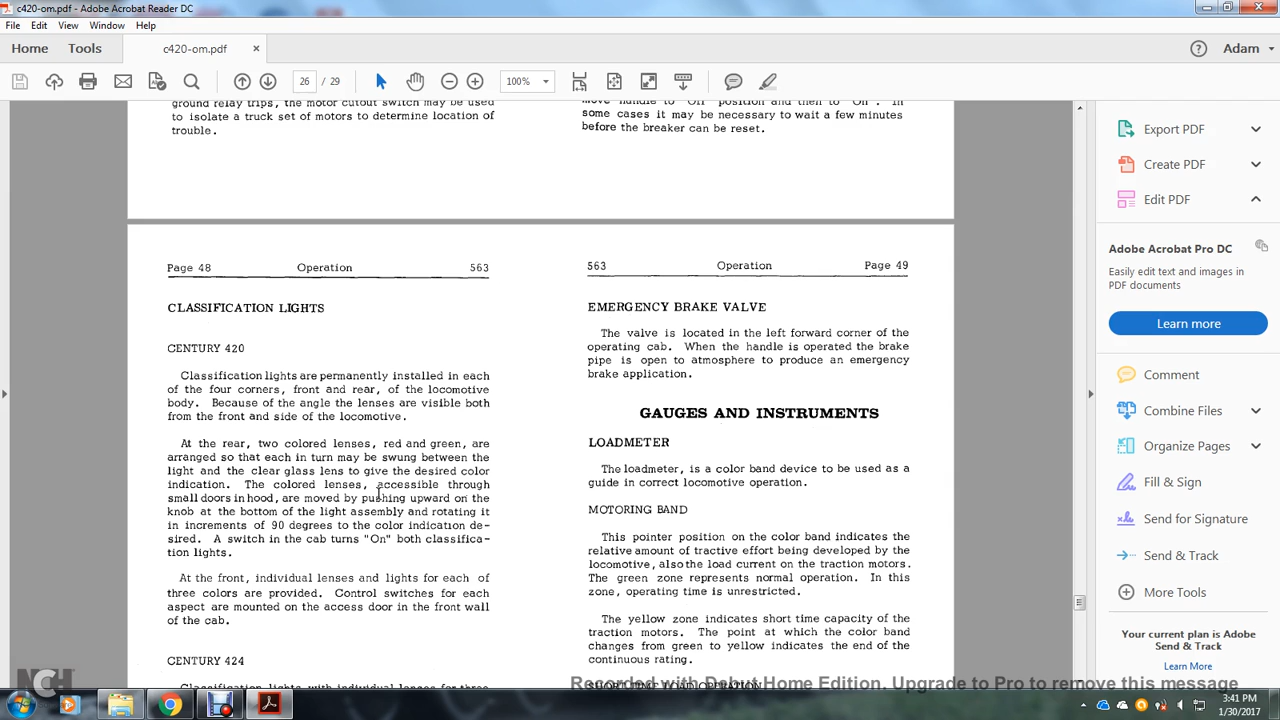 c420-om.pdf - Adobe Acrobat Reader DC
File Edit View Window Help
Home Tools c420-om.pdf × Adam
26 / 29 100%
ground relay trips, the motor cutout switch may be used
to isolate a truck set of motors to determine location of
trouble.
move handle to "Off" position and then to "On". In
some cases it may be necessary to wait a few minutes
before the breaker can be reset.
Page 48 Operation 563
CLASSIFICATION LIGHTS
CENTURY 420
Classification lights are permanently installed in each
of the four corners, front and rear, of the locomotive
body. Because of the angle the lenses are visible both
from the front and side of the locomotive.
At the rear, two colored lenses, red and green, are
arranged so that each in turn may be swung between the
light and the clear glass lens to give the desired color
indication. The colored lenses, accessible through
small doors in hood, are moved by pushing upward on the
knob at the bottom of the light assembly and rotating it
in increments of 90 degrees to the color indication de-
sired. A switch in the cab turns "On" both classifica-
tion lights.
At the front, individual lenses and lights for each of
three colors are provided. Control switches for each
aspect are mounted on the access door in the front wall
of the cab.
CENTURY 424
Classification lights with individual lenses for three
563 Operation Page 49
EMERGENCY BRAKE VALVE
The valve is located in the left forward corner of the
operating cab. When the handle is operated the brake
pipe is open to atmosphere to produce an emergency
brake application.
GAUGES AND INSTRUMENTS
LOADMETER
The loadmeter, is a color band device to be used as a
guide in correct locomotive operation.
MOTORING BAND
This pointer position on the color band indicates the
relative amount of tractive effort being developed by the
locomotive, also the load current on the traction motors.
The green zone represents normal operation. In this
zone, operating time is unrestricted.
The yellow zone indicates short time capacity of the
traction motors. The point at which the color band
changes from green to yellow indicates the end of the
continuous rating.
SHORT TIME LOAD OPERATION
Export PDF
Create PDF
Edit PDF
Adobe Acrobat Pro DC
Easily edit text and images in
PDF documents
Learn more
Comment
Combine Files
Organize Pages
Fill & Sign
Send for Signature
Send & Track
More Tools
Your current plan is Adobe
Send & Track
Learn More
NCH
Recorded with Debut Home Edition. Upgrade to Pro to remove this message
3:41 PM
1/30/2017